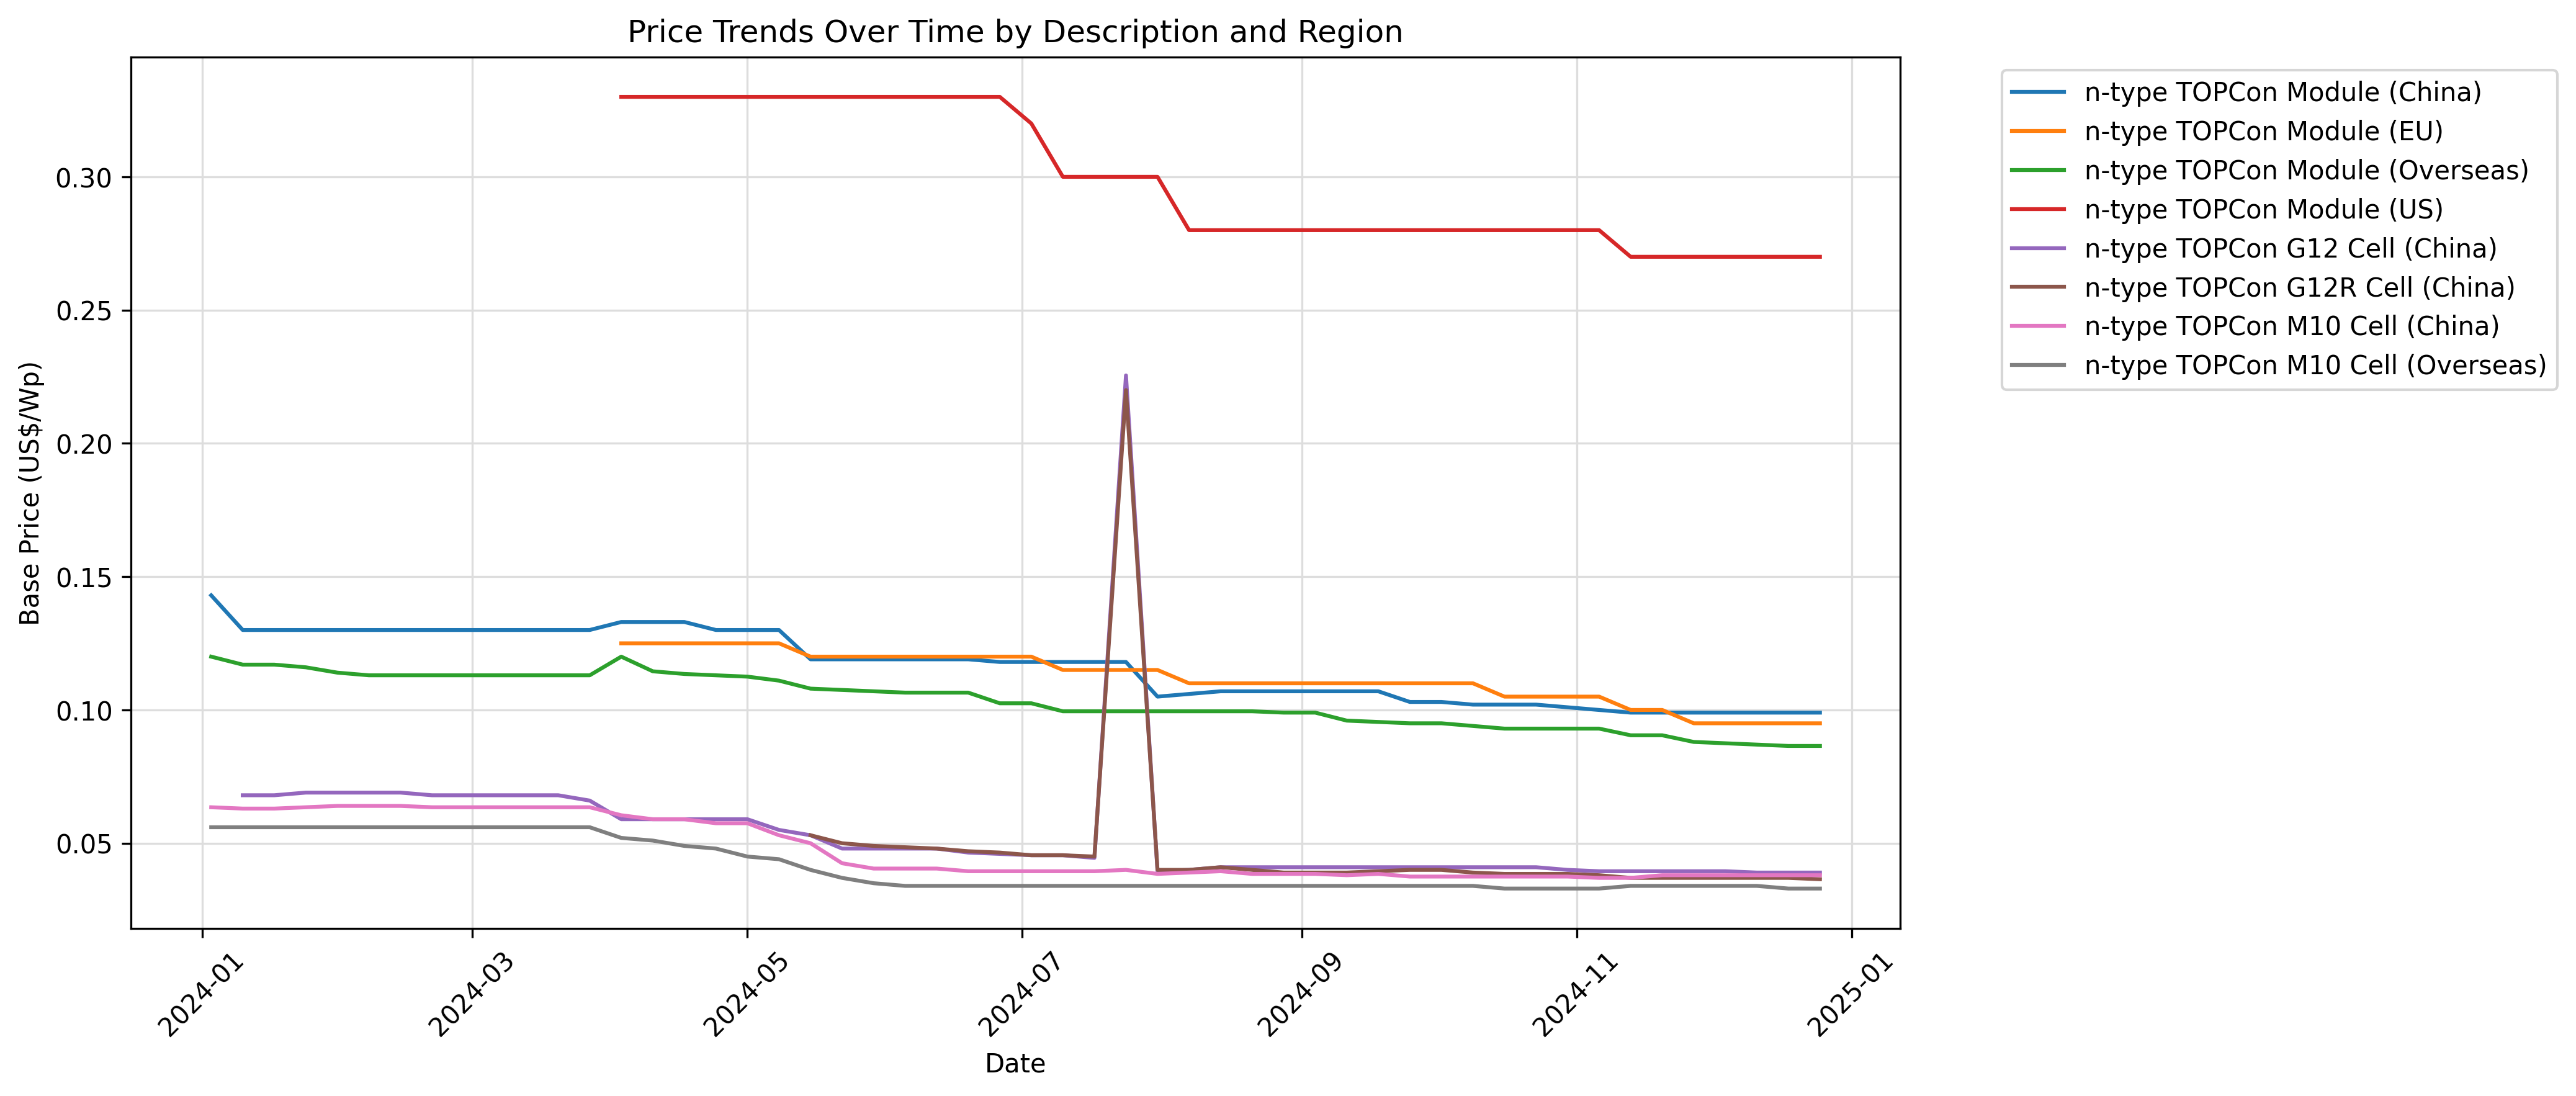 Price Trends Over Time by Description and Region
Base Price (US$/Wp)
0.30
0.25
0.20
0.15
0.10
0.05
2024-01
2024-03
2024-05
2024-07
2024-09
2024-11
2025-01
Date
n-type TOPCon Module (China)
n-type TOPCon Module (EU)
n-type TOPCon Module (Overseas)
n-type TOPCon Module (US)
n-type TOPCon G12 Cell (China)
n-type TOPCon G12R Cell (China)
n-type TOPCon M10 Cell (China)
n-type TOPCon M10 Cell (Overseas)